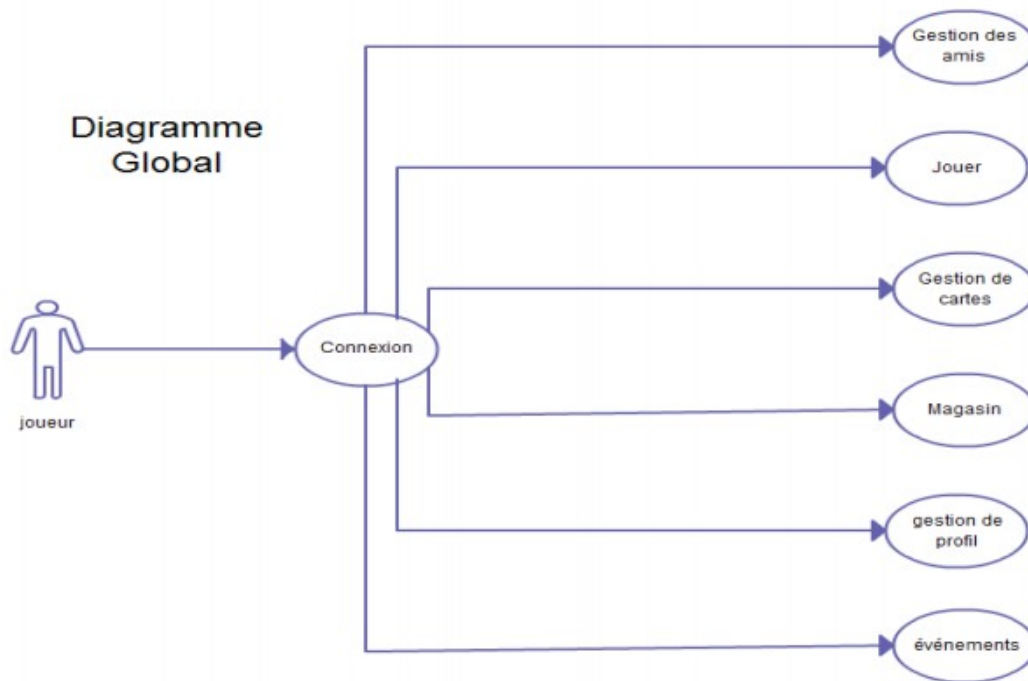 Gestion des
amis
Diagramme
Global
Jouer
Gestion de
cartes
Connexion
joueur
Magasin
gestion de
profil
événements